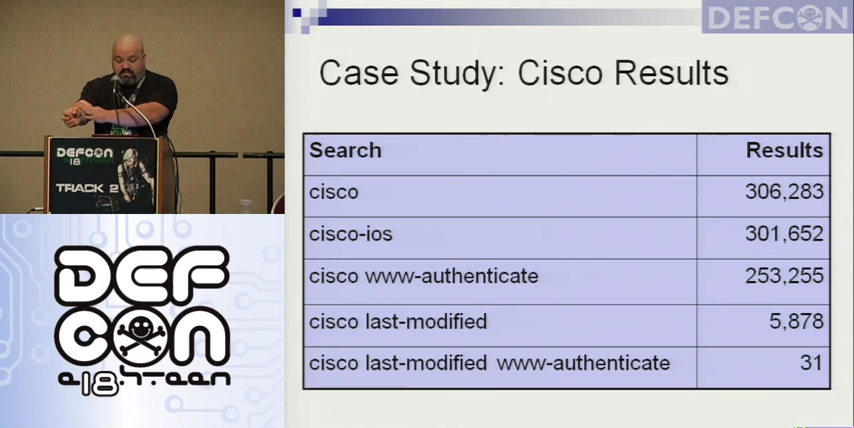 DEFCON
Case Study: Cisco Results
Search Results
cisco 306,283
cisco-ios 301,652
cisco www-authenticate 253,255
cisco last-modified 5,878
cisco last-modified www-authenticate 31
DEFCON
18
TRACK 2
DEF
CON
e18hteen